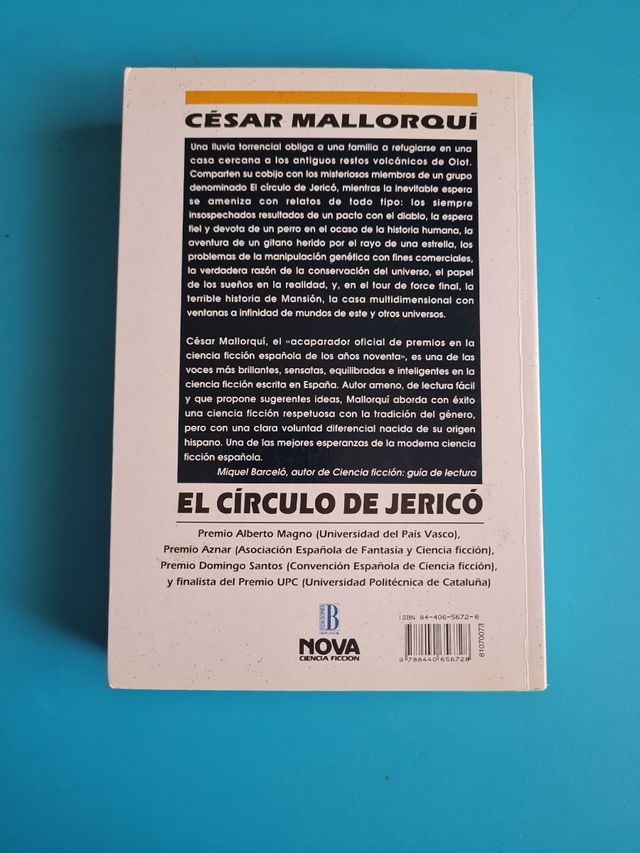 CÉSAR MALLORQUÍ
Una lluvia torrencial obliga a una familia a refugiarse en una
casa cercana a los antiguos restos volcánicos de Olot.
Comparten su cobijo con los misteriosos miembros de un grupo
denominado El círculo de Jericó, mientras la inevitable espera
se ameniza con relatos de todo tipo: los siempre
insospechados resultados de un pacto con el diablo, la espera
fiel y devota de un perro en el ocaso de la historia humana, la
aventura de un gitano herido por el rayo de una estrella, los
problemas de la manipulación genética con fines comerciales,
la verdadera razón de la conservación del universo, el papel
de los sueños en la realidad, y, en el tour de force final, la
terrible historia de Mansión, la casa multidimensional con
ventanas a infinidad de mundos de este y otros universos.
César Mallorquí, el «acaparador oficial de premios en la
ciencia ficción española de los años noventa», es una de las
voces más brillantes, sensatas, equilibradas e inteligentes en la
ciencia ficción escrita en España. Autor ameno, de lectura fácil
y que propone sugerentes ideas, Mallorquí aborda con éxito
una ciencia ficción respetuosa con la tradición del género,
pero con una clara voluntad diferencial nacida de su origen
hispano. Una de las mejores esperanzas de la moderna ciencia
ficción española.
Miquel Barceló, autor de Ciencia ficción: guía de lectura
EL CÍRCULO DE JERICÓ
Premio Alberto Magno (Universidad del País Vasco),
Premio Aznar (Asociación Española de Fantasía y Ciencia ficción),
Premio Domingo Santos (Convención Española de Ciencia ficción),
y finalista del Premio UPC (Universidad Politécnica de Cataluña)
EDICIONES B
NOVA
CIENCIA FICCION
ISBN 84-406-5672-6
9 788440 656728
81070073